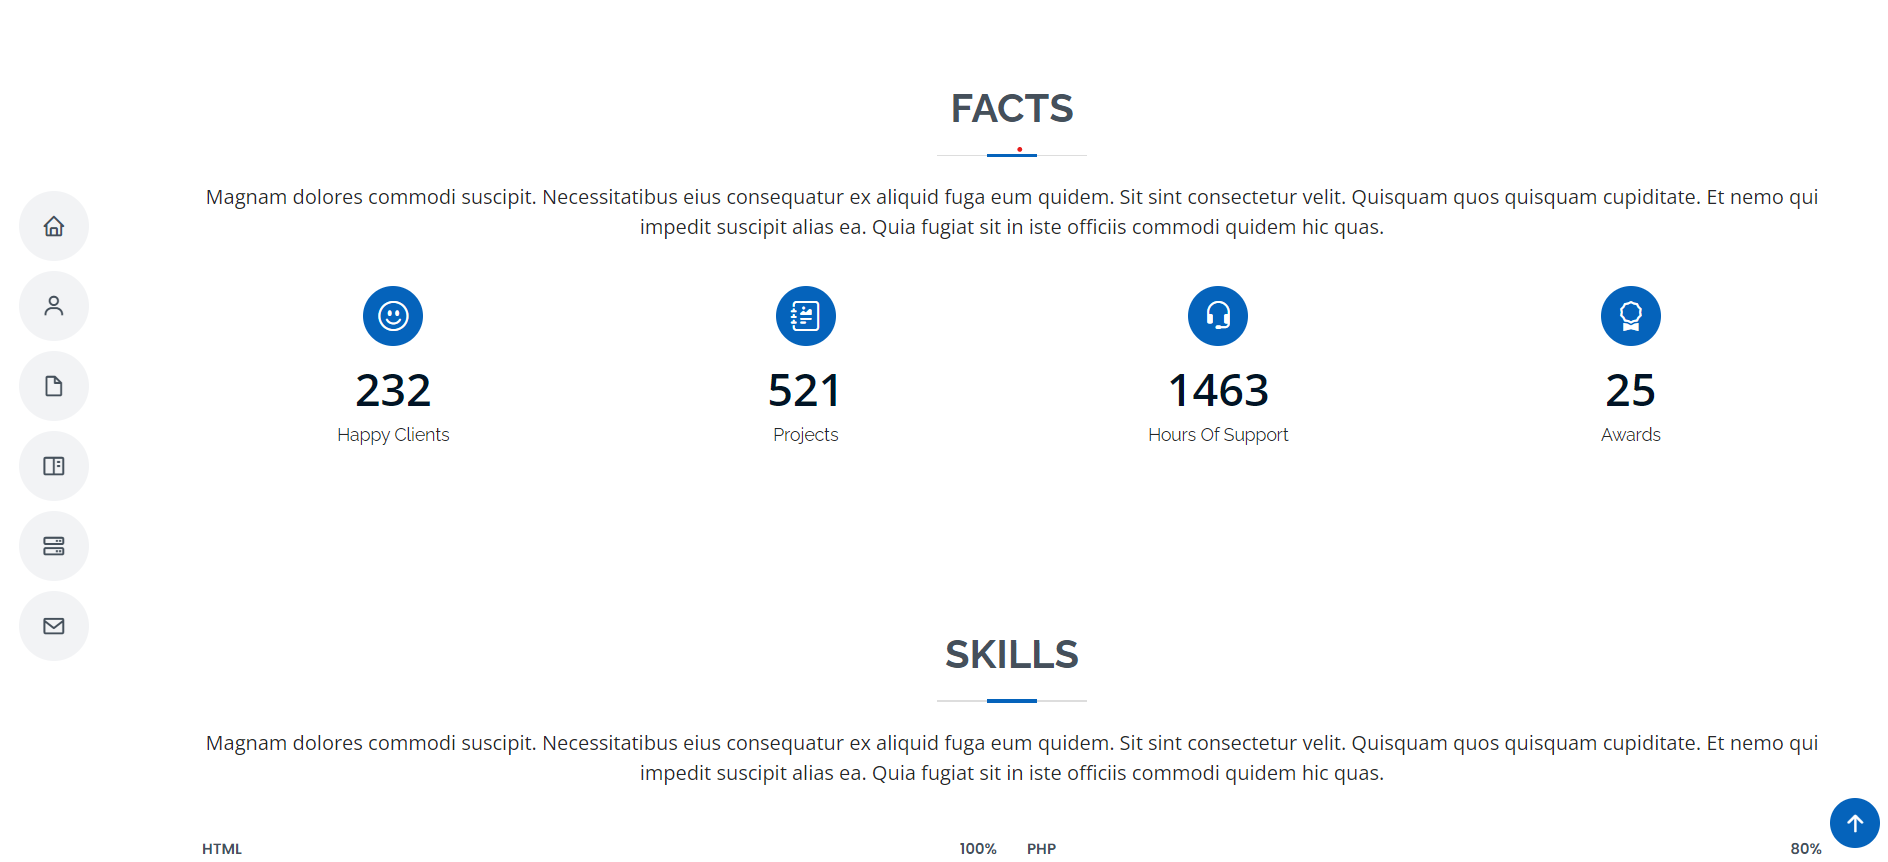 FACTS
Magnam dolores commodi suscipit. Necessitatibus eius consequatur ex aliquid fuga eum quidem. Sit sint consectetur velit. Quisquam quos quisquam cupiditate. Et nemo qui
impedit suscipit alias ea. Quia fugiat sit in iste officiis commodi quidem hic quas.
232
Happy Clients
521
Projects
1463
Hours Of Support
25
Awards
SKILLS
Magnam dolores commodi suscipit. Necessitatibus eius consequatur ex aliquid fuga eum quidem. Sit sint consectetur velit. Quisquam quos quisquam cupiditate. Et nemo qui
impedit suscipit alias ea. Quia fugiat sit in iste officiis commodi quidem hic quas.
HTML 100%
PHP 80%